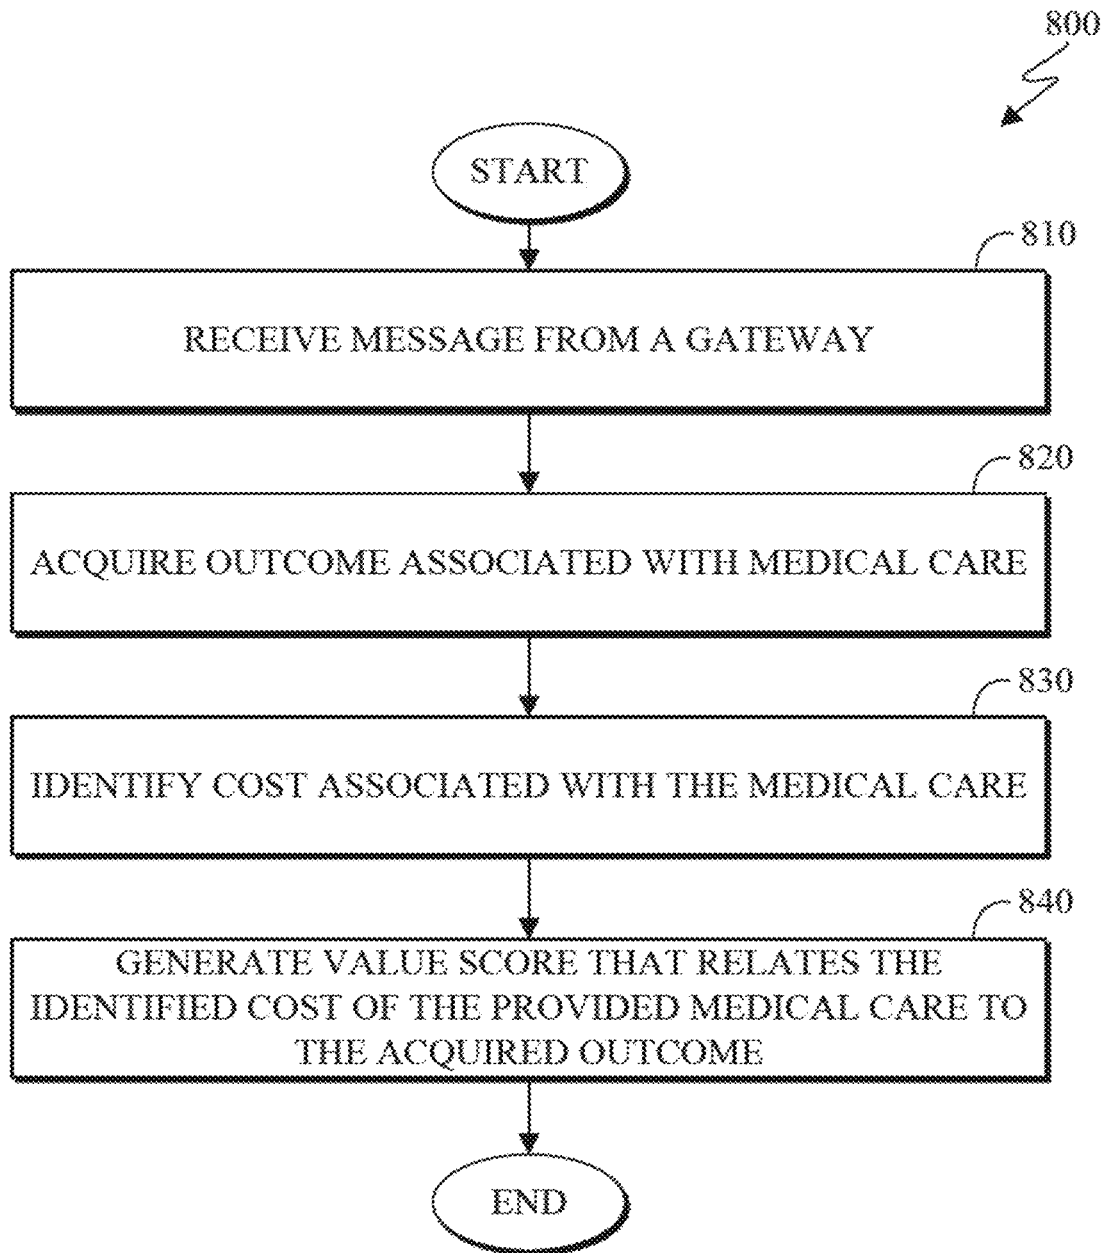 800
START
810
RECEIVE MESSAGE FROM A GATEWAY
820
ACQUIRE OUTCOME ASSOCIATED WITH MEDICAL CARE
830
IDENTIFY COST ASSOCIATED WITH THE MEDICAL CARE
840
GENERATE VALUE SCORE THAT RELATES THE
IDENTIFIED COST OF THE PROVIDED MEDICAL CARE TO
THE ACQUIRED OUTCOME
END